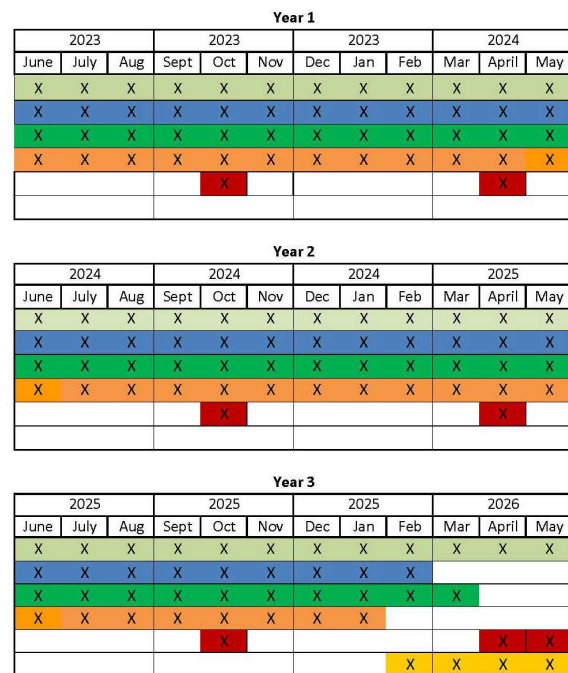 Year 1
2023 2023 2023 2024
June July Aug Sept Oct Nov Dec Jan Feb Mar April May
X X X X X X X X X X X X
X X X X X X X X X X X X
X X X X X X X X X X X X
X X X X X X X X X X X X
X X
Year 2
2024 2024 2024 2025
June July Aug Sept Oct Nov Dec Jan Feb Mar April May
X X X X X X X X X X X X
X X X X X X X X X X X X
X X X X X X X X X X X X
X X X X X X X X X X X X
X X
Year 3
2025 2025 2025 2026
June July Aug Sept Oct Nov Dec Jan Feb Mar April May
X X X X X X X X X X X X
X X X X X X X X X
X X X X X X X X X X
X X X X X X X X
X X X
X X X X